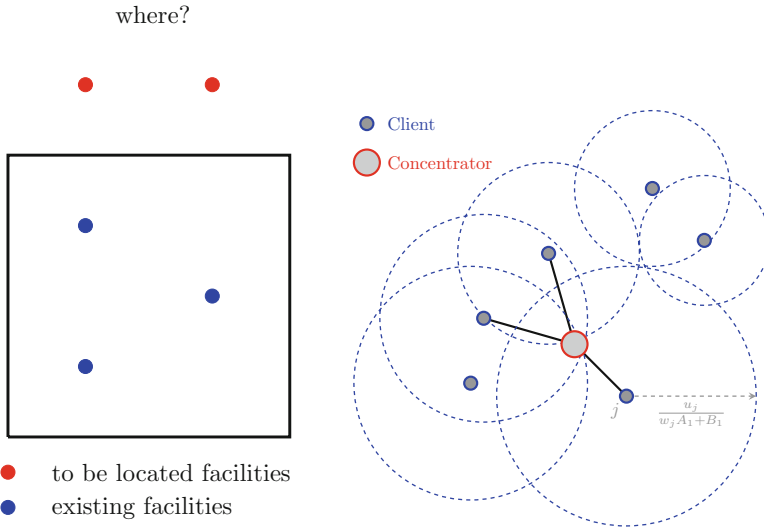 where?
to be located facilities
existing facilities
Client
Concentrator
j
u_j
w_jA_1+B_1